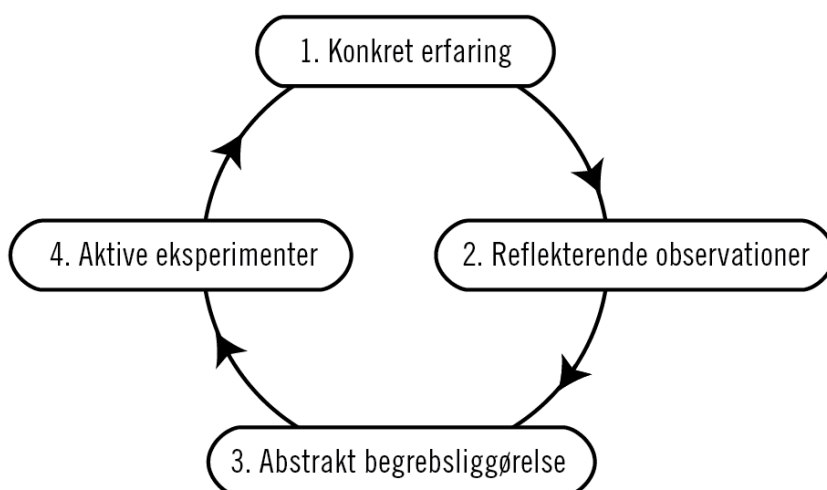 1. Konkret erfaring
2. Reflekterende observationer
3. Abstrakt begrebsliggørelse
4. Aktive eksperimenter